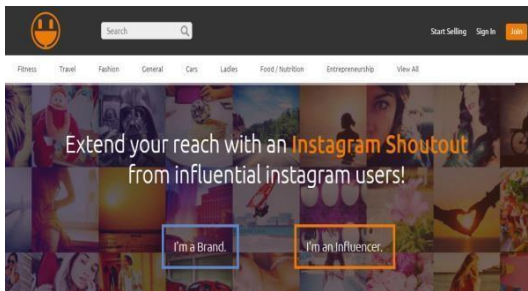 Search
Start Selling Sign In Join
Fitness Travel Fashion General Cars Ladies Food / Nutrition Entrepreneurship View All
Extend your reach with an Instagram Shoutout
from influential instagram users!
I'm a Brand. I'm an Influencer.